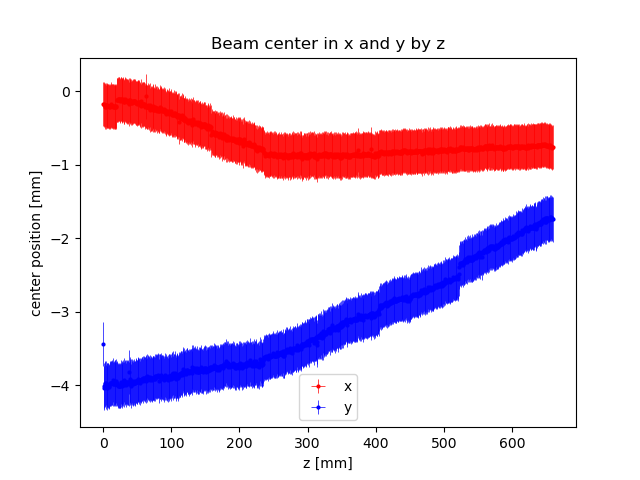 Beam center in x and y by z
center position [mm]
0
−1
−2
−3
−4
x
y
0 100 200 300 400 500 600
z [mm]